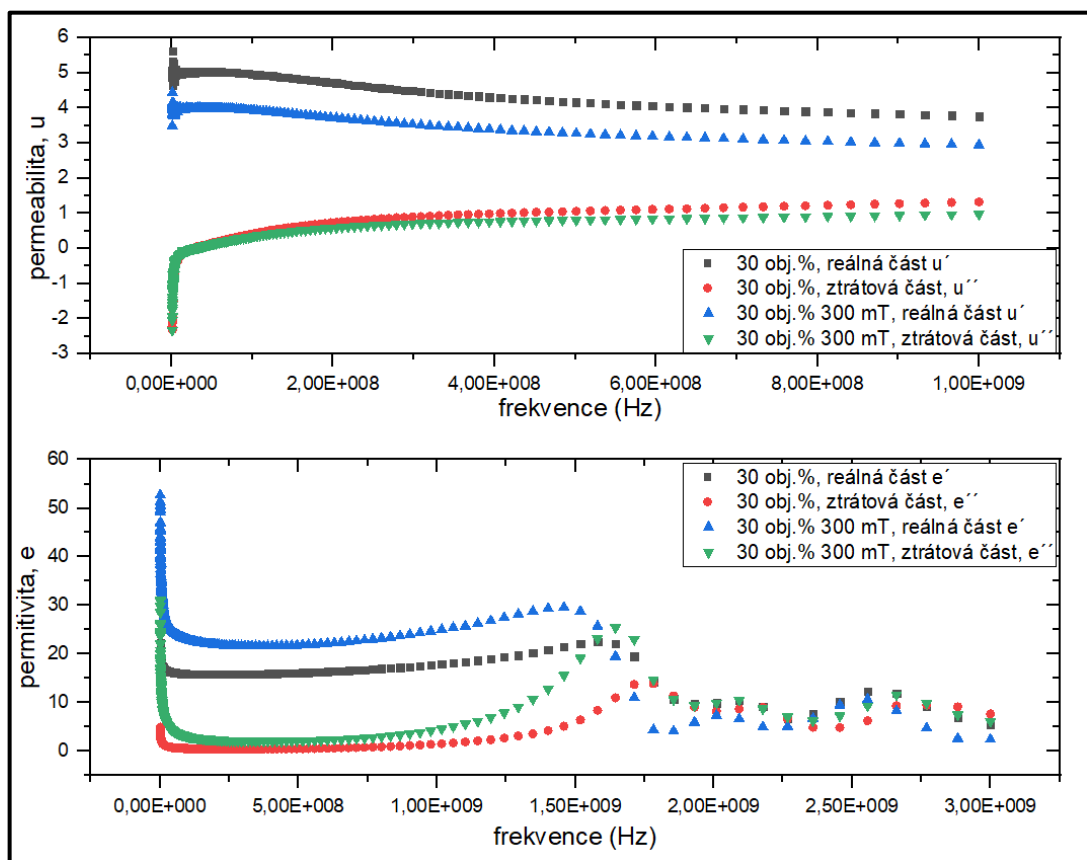 6
5
4
3
2
1
0
-1
-2
-3
permeabilita, u
30 obj.%, reálná část u´
30 obj.%, ztrátová část, u´´
30 obj.% 300 mT, reálná část u´
30 obj.% 300 mT, ztrátová část, u´´
0,00E+000 2,00E+008 4,00E+008 6,00E+008 8,00E+008 1,00E+009
frekvence (Hz)
60
50
40
30
20
10
0
permitivita, e
30 obj.%, reálná část e´
30 obj.%, ztrátová část, e´´
30 obj.% 300 mT, reálná část e´
30 obj.% 300 mT, ztrátová část, e´´
0,00E+000 5,00E+008 1,00E+009 1,50E+009 2,00E+009 2,50E+009 3,00E+009
frekvence (Hz)